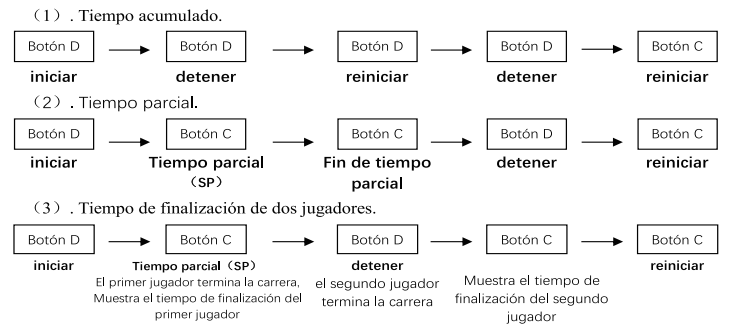 （1）. Tiempo acumulado.
Botón D Botón D Botón D Botón D Botón C
iniciar detener reiniciar detener reiniciar
（2）. Tiempo parcial.
Botón D Botón C Botón C Botón D Botón C
iniciar Tiempo parcial Fin de tiempo detener reiniciar
（SP） parcial
（3）. Tiempo de finalización de dos jugadores.
Botón D Botón C Botón D Botón C Botón C
iniciar Tiempo parcial（SP） detener reiniciar
El primer jugador termina la carrera, el segundo jugador Muestra el tiempo de
Muestra el tiempo de finalización del termina la carrera finalización del segundo
primer jugador jugador